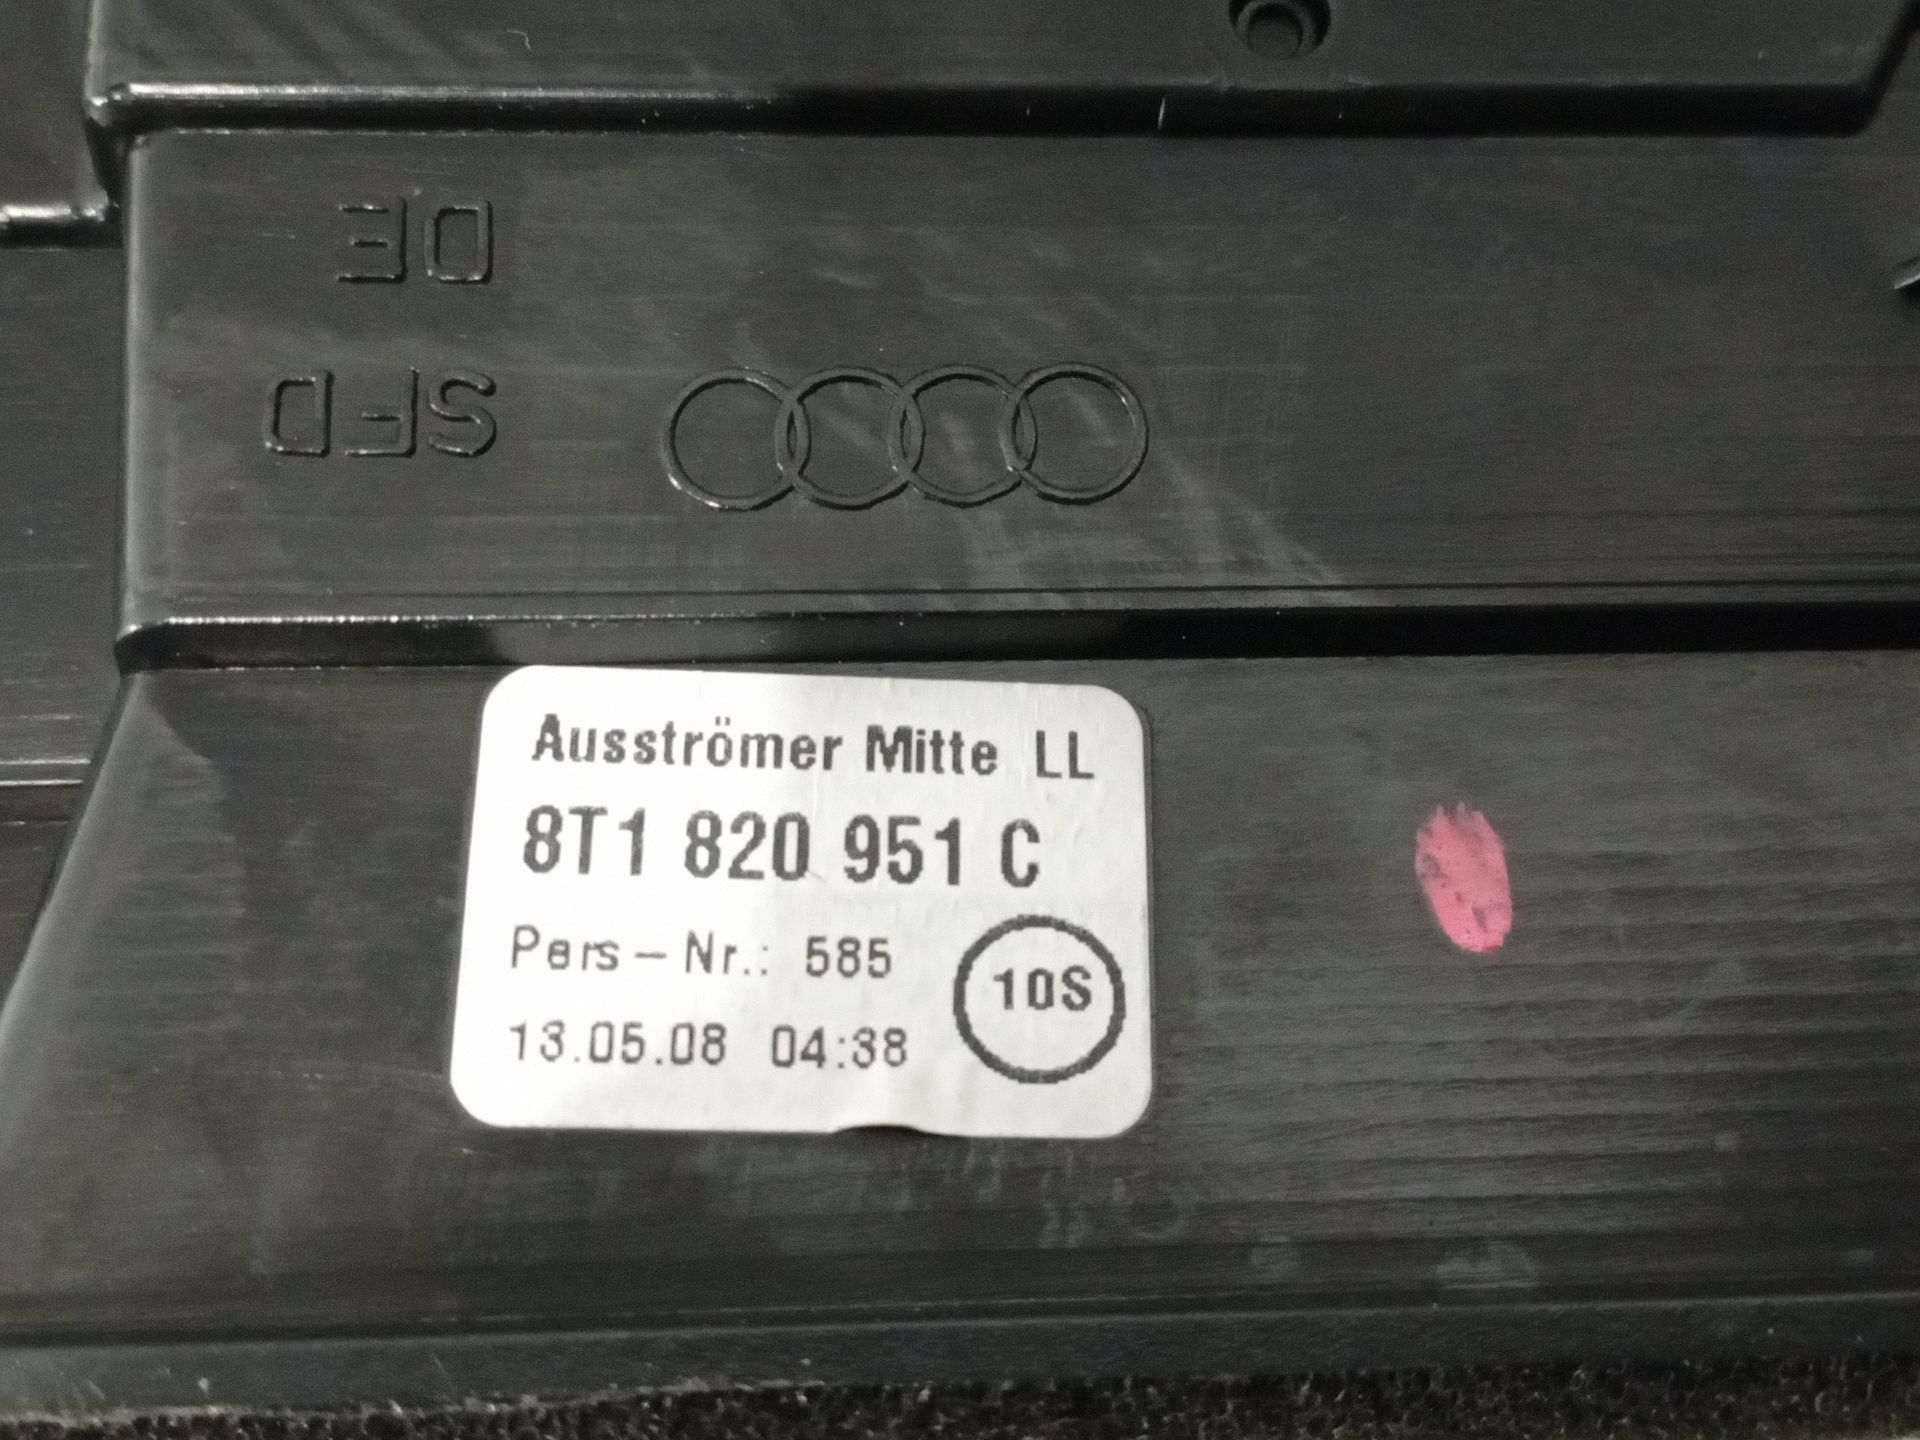 DE
SFD
Ausströmer Mitte LL
8T1 820 951 C
Pers-Nr.: 585
10S
13.05.08 04:38